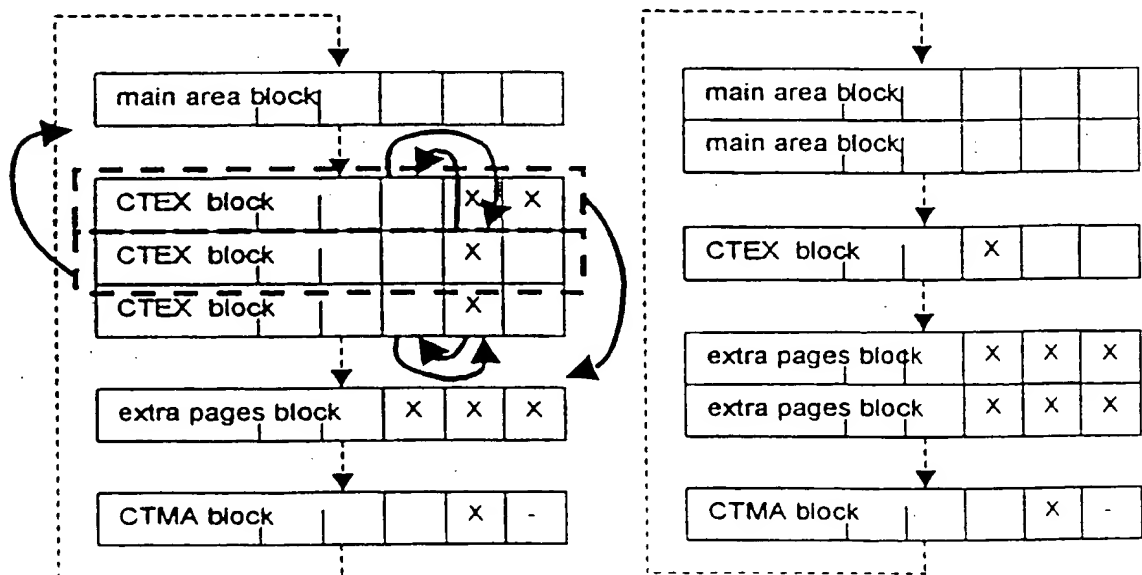 main area block
CTEX block X X
CTEX block X
CTEX block X
extra pages block X X X
CTMA block X -
main area block
main area block
CTEX block X
extra pages block X X X
extra pages block X X X
CTMA block X -